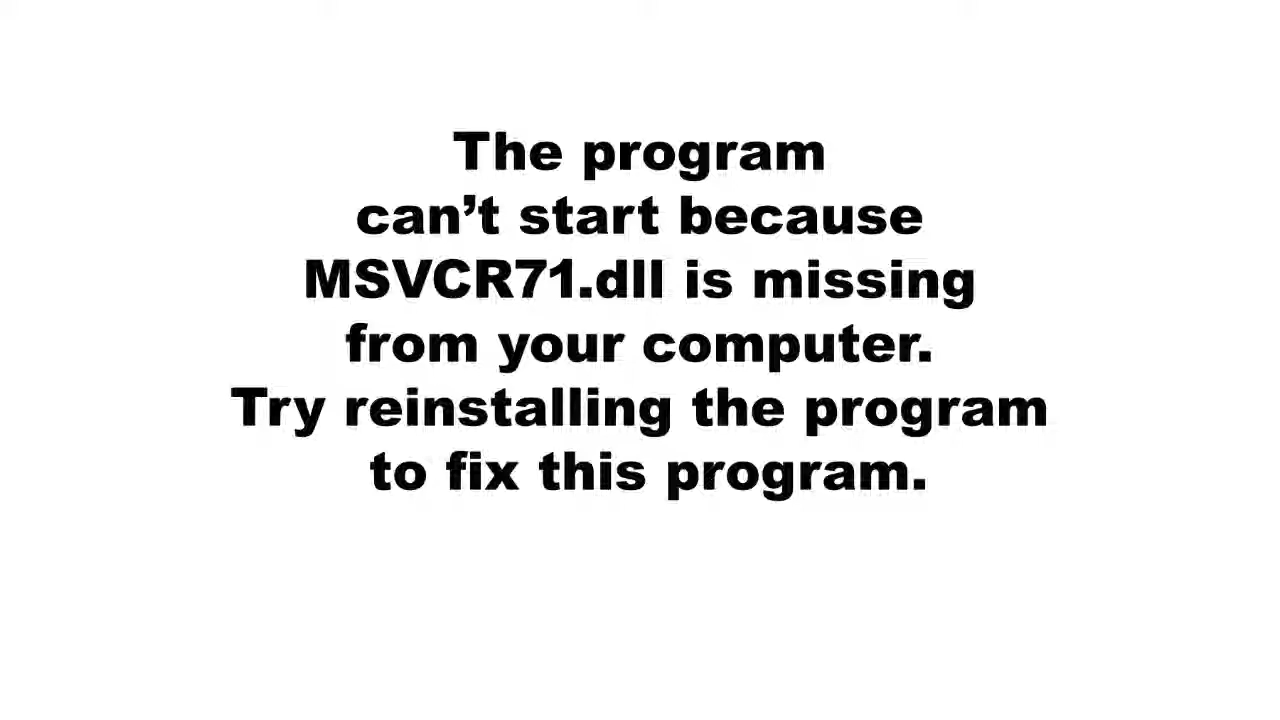 The program
can’t start because
MSVCR71.dll is missing
from your computer.
Try reinstalling the program
to fix this program.